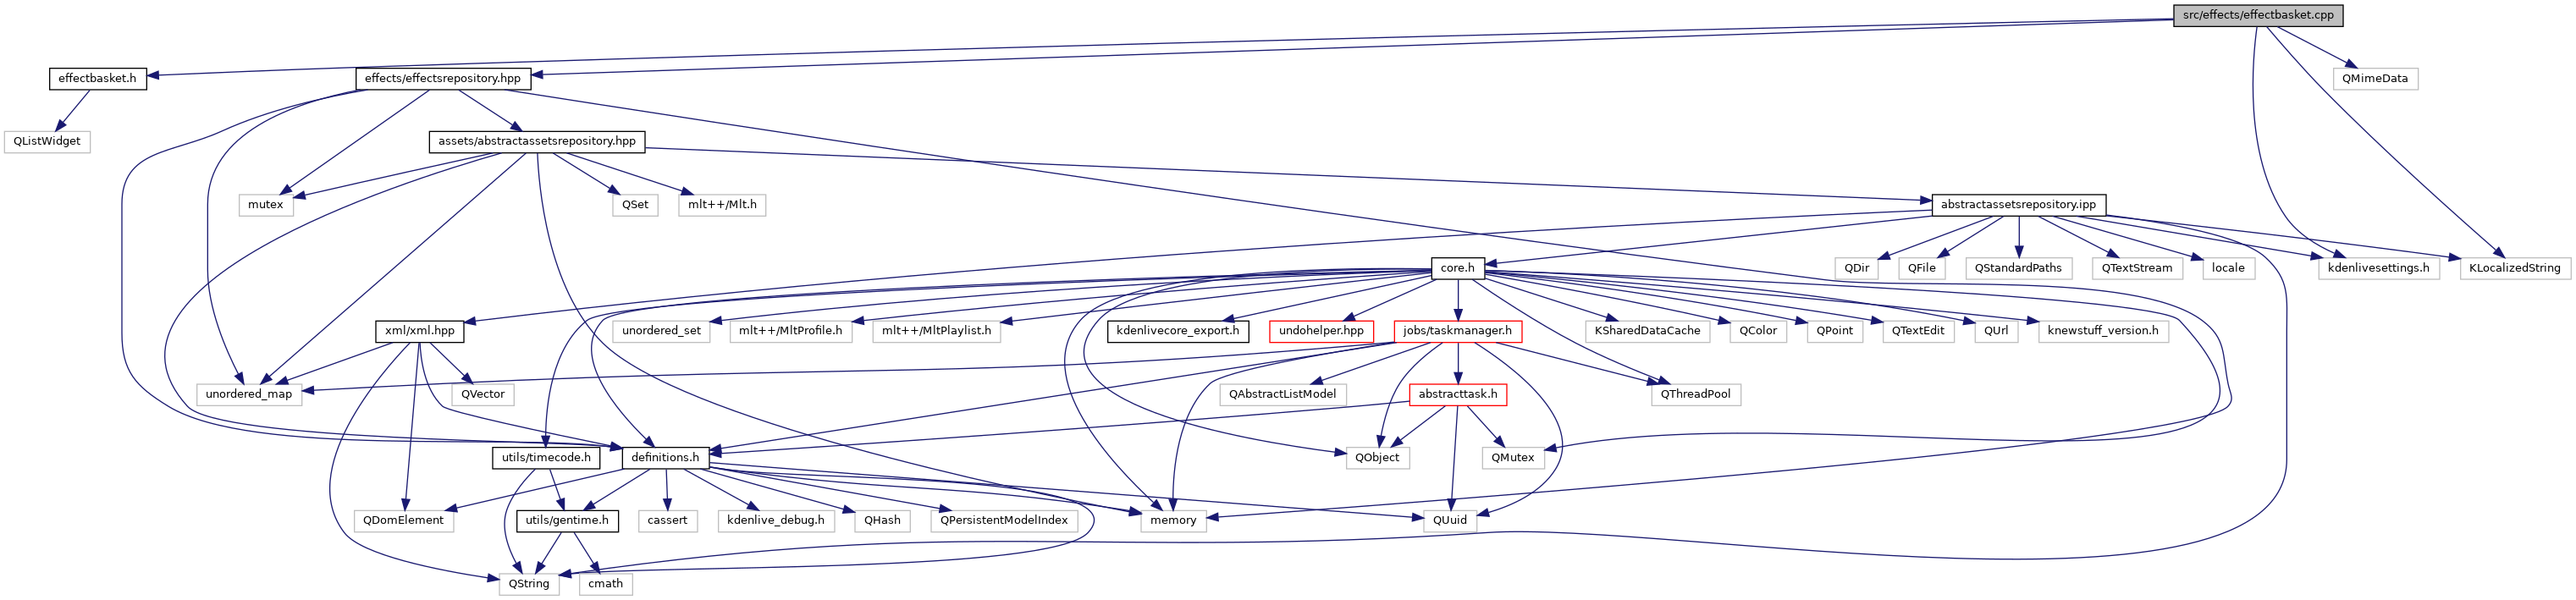 src/effects/effectbasket.cpp
effectbasket.h
effects/effectsrepository.hpp
QMimeData
QListWidget
assets/abstractassetsrepository.hpp
mutex
QSet
mlt++/Mlt.h
abstractassetsrepository.ipp
core.h
QDir
QFile
QStandardPaths
QTextStream
locale
kdenlivesettings.h
KLocalizedString
xml/xml.hpp
unordered_set
mlt++/MltProfile.h
mlt++/MltPlaylist.h
kdenlivecore_export.h
undohelper.hpp
jobs/taskmanager.h
KSharedDataCache
QColor
QPoint
QTextEdit
QUrl
knewstuff_version.h
unordered_map
QVector
QAbstractListModel
abstracttask.h
QThreadPool
utils/timecode.h
definitions.h
QObject
QMutex
QDomElement
utils/gentime.h
cassert
kdenlive_debug.h
QHash
QPersistentModelIndex
memory
QUuid
QString
cmath